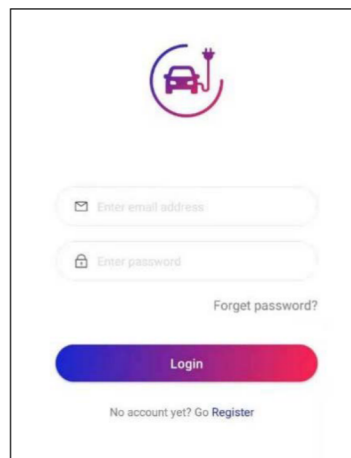 Enter email address
Enter password
Forget password?
Login
No account yet? Go Register